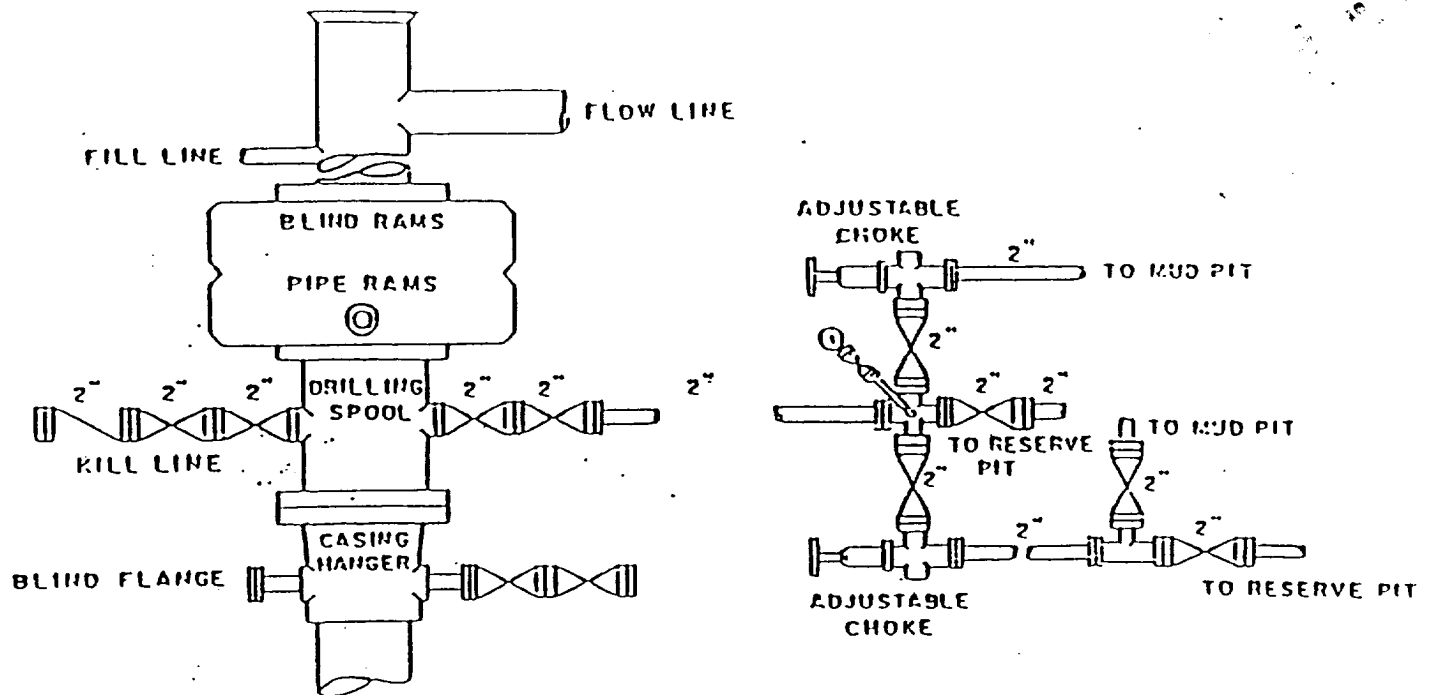 FLOW LINE
FILL LINE
BLIND RAMS
PIPE RAMS
2" 2" 2" DRILLING 2" 2" 2"
SPOOL
KILL LINE
CASING
HANGER
BLIND FLANGE
ADJUSTABLE
CHOKE
2"
TO MUD PIT
2"
2" 2"
TO RESERVE
PIT
TO MUD PIT
2" 2"
2" 2"
TO RESERVE PIT
ADJUSTABLE
CHOKE